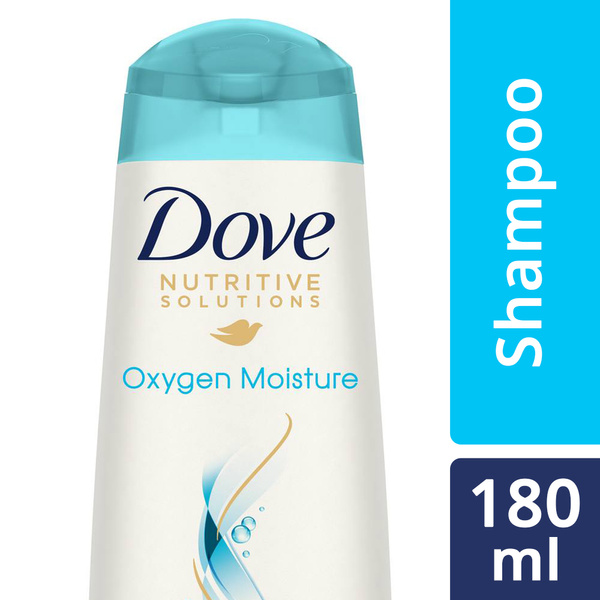 Dove
NUTRITIVE
SOLUTIONS
Oxygen Moisture
Shampoo
180
ml